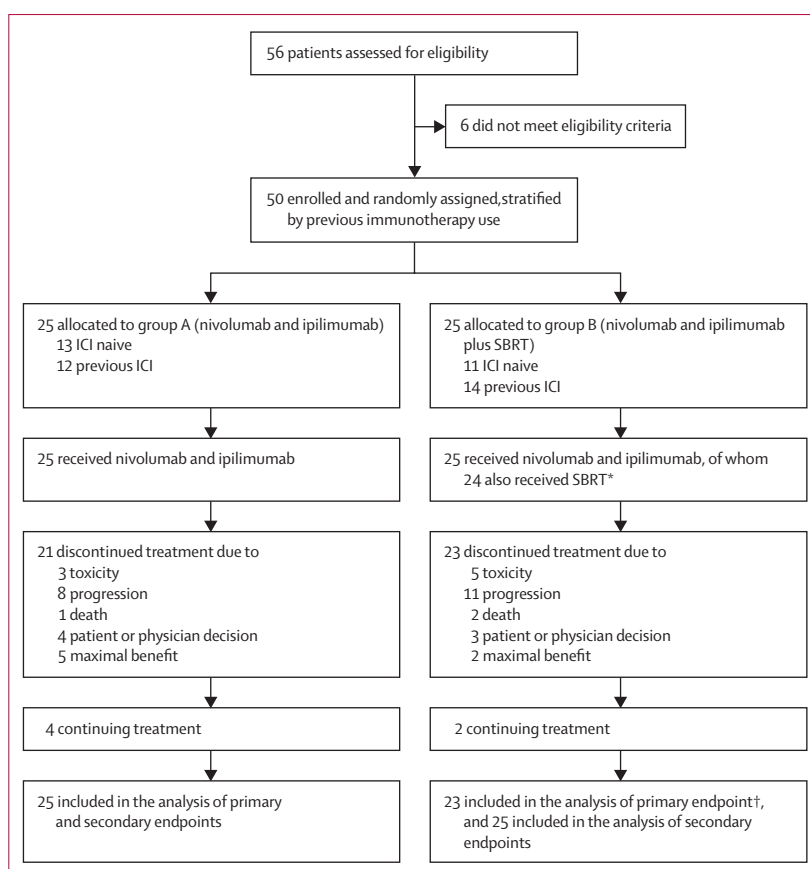 56 patients assessed for eligibility
6 did not meet eligibility criteria
50 enrolled and randomly assigned,stratified
by previous immunotherapy use
25 allocated to group A (nivolumab and ipilimumab)
13 ICI naive
12 previous ICI
25 allocated to group B (nivolumab and ipilimumab
plus SBRT)
11 ICI naive
14 previous ICI
25 received nivolumab and ipilimumab
25 received nivolumab and ipilimumab, of whom
24 also received SBRT*
21 discontinued treatment due to
3 toxicity
8 progression
1 death
4 patient or physician decision
5 maximal benefit
23 discontinued treatment due to
5 toxicity
11 progression
2 death
3 patient or physician decision
2 maximal benefit
4 continuing treatment
2 continuing treatment
25 included in the analysis of primary
and secondary endpoints
23 included in the analysis of primary endpoint†,
and 25 included in the analysis of secondary
endpoints